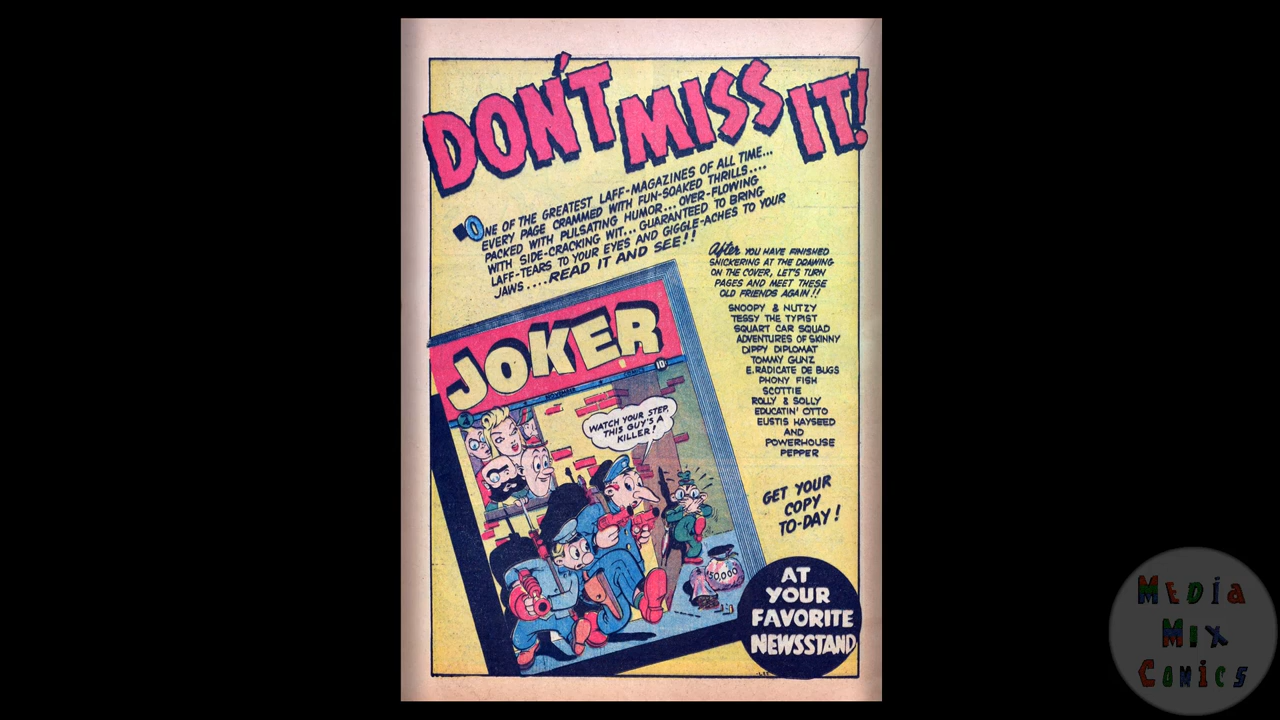 DON'T MISS IT!
ONE OF THE GREATEST LAFF-MAGAZINES OF ALL TIME...
EVERY PAGE CRAMMED WITH FUN-SOAKED THRILLS....
PACKED WITH PULSATING HUMOR... OVER-FLOWING
WITH SIDE-CRACKING WIT... GUARANTEED TO BRING
LAFF-TEARS TO YOUR EYES AND GIGGLE-ACHES TO YOUR
JAWS....READ IT AND SEE!!
After YOU HAVE FINISHED
SNICKERING AT THE DRAWING
ON THE COVER, LET'S TURN
PAGES AND MEET THESE
OLD FRIENDS AGAIN!!
SNOOPY & NUTZY
TESSY THE TYPIST
SQUART CAR SQUAD
ADVENTURES OF SKINNY
DIPPY DIPLOMAT
TOMMY GUNZ
E. RADICATE DE BUGS
PHONY FISH
SCOTTIE
ROLLY & SOLLY
EDUCATIN' OTTO
EUSTIS HAYSEED
AND
POWERHOUSE
PEPPER
GET YOUR
COPY
TO-DAY!
JOKER
NOVEMBER
COMICS
10¢
WATCH YOUR STEP,
THIS GUY'S A
KILLER!
$50,000
AT
YOUR
FAVORITE
NEWSSTAND
MEDiA
MiX
COMiCS